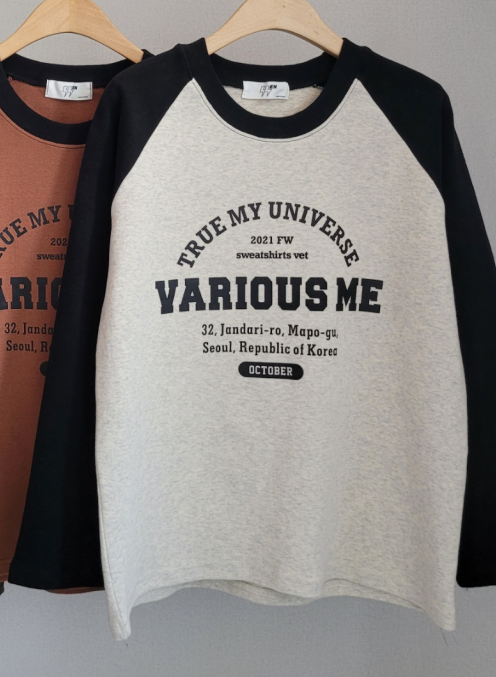 TRUE MY UNIVERSE
2021 FW
sweatshirts vet
VARIOUS ME
32, Jandari-ro, Mapo-gu,
Seoul, Republic of Korea
OCTOBER